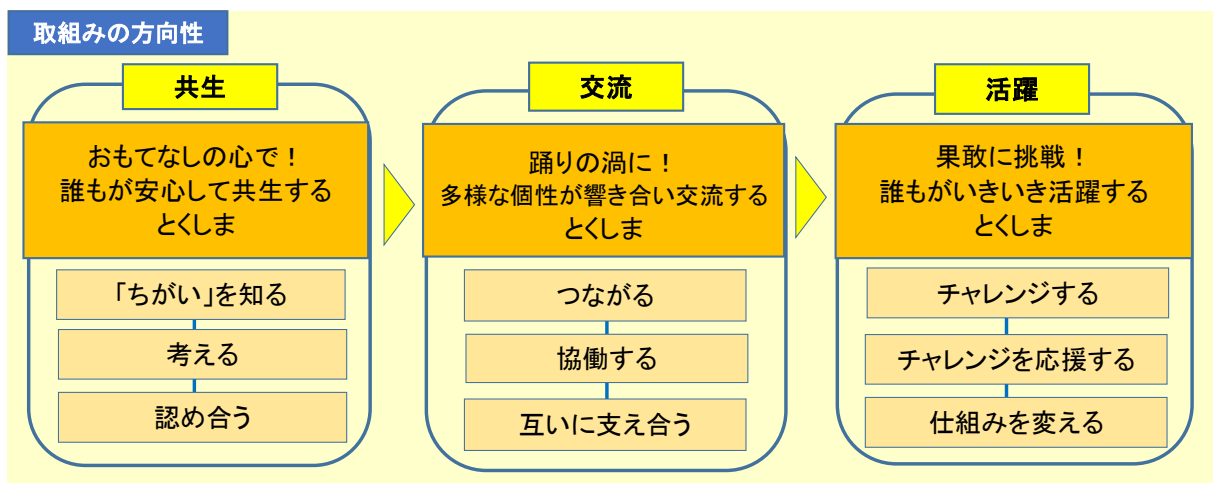 取組みの方向性
共生
おもてなしの心で！
誰もが安心して共生する
とくしま
「ちがい」を知る
考える
認め合う
交流
踊りの渦に！
多様な個性が響き合い交流する
とくしま
つながる
協働する
互いに支え合う
活躍
果敢に挑戦！
誰もがいきいき活躍する
とくしま
チャレンジする
チャレンジを応援する
仕組みを変える